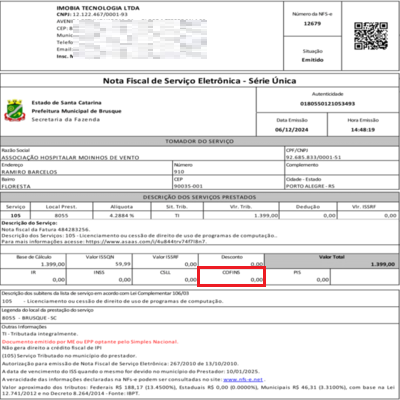 IMOBIA TECNOLOGIA LTDA
CNPJ: 12.122.467/0001-93
AVENI
CEP: 8
Munic
Telefo
Email:
Insc. M
Número da NFS-e
12679
Situação
Emitido
Nota Fiscal de Serviço Eletrônica - Série Única
Estado de Santa Catarina
Prefeitura Municipal de Brusque
Secretaria da Fazenda
Autenticidade
0180550121053493
Data Emissão
Hora Emissão
06/12/2024
14:48:19
TOMADOR DO SERVIÇO
Razão Social
CPF/CNPJ
ASSOCIAÇÃO HOSPITALAR MOINHOS DE VENTO
92.685.833/0001-51
Endereço
Número
Complemento
RAMIRO BARCELOS
910
Bairro
CEP
Cidade - Estado
FLORESTA
90035-001
PORTO ALEGRE - RS
DESCRIÇÃO DOS SERVIÇOS PRESTADOS
Serviço
Local Prest.
Alíquota
Sit. Trib.
Vlr. Trib.
Dedução
Vlr. ISSRF
105
8055
4.2884 %
TI
1.399,00
0,00
0,00
Descrição do Serviço:
Nota fiscal da Fatura 484283256.
Descrição dos Serviços: 105 - Licenciamento ou cessão de direito de uso de programas de computação..
Para mais informações acesse:
Base de Cálculo
Valor ISSQN
Valor ISSRF
Desconto
Valor Total
1.399,00
59,99
0,00
0,00
1.399,00
IR
INSS
CSLL
COFINS
PIS
0,00
0,00
0,00
0,00
0,00
Descrição dos subitens da lista de serviço em acordo com Lei Complementar 106/03
105 - Licenciamento ou cessão de direito de uso de programas de computação.
Legenda do local da prestação do serviço
8055 - BRUSQUE - SC
Outras Informações
TI - Tributada integralmente.
Documento emitido por ME ou EPP optante pelo Simples Nacional.
Não gera direito a crédito fiscal de IPI
(105) Serviço Tributado no município do prestador.
Autorização para emissão de Nota Fiscal de Serviço Eletrônica: 267/2010 de 13/10/2010.
A data de vencimento do ISS quando o mesmo for devido no município do Prestador: 10/01/2025.
A veracidade das informações declaradas na NFS-e podem ser consultadas no site: www.nfs-e.net .
Valor aproximado dos tributos: Federais R$ 188,17 (13.4500%), Estaduais R$ 0,00 (0.0000%), Municipais R$ 46,31 (3.3100%), com base na Lei
12.741/2012 e no Decreto 8.264/2014 - Fonte: IBPT.